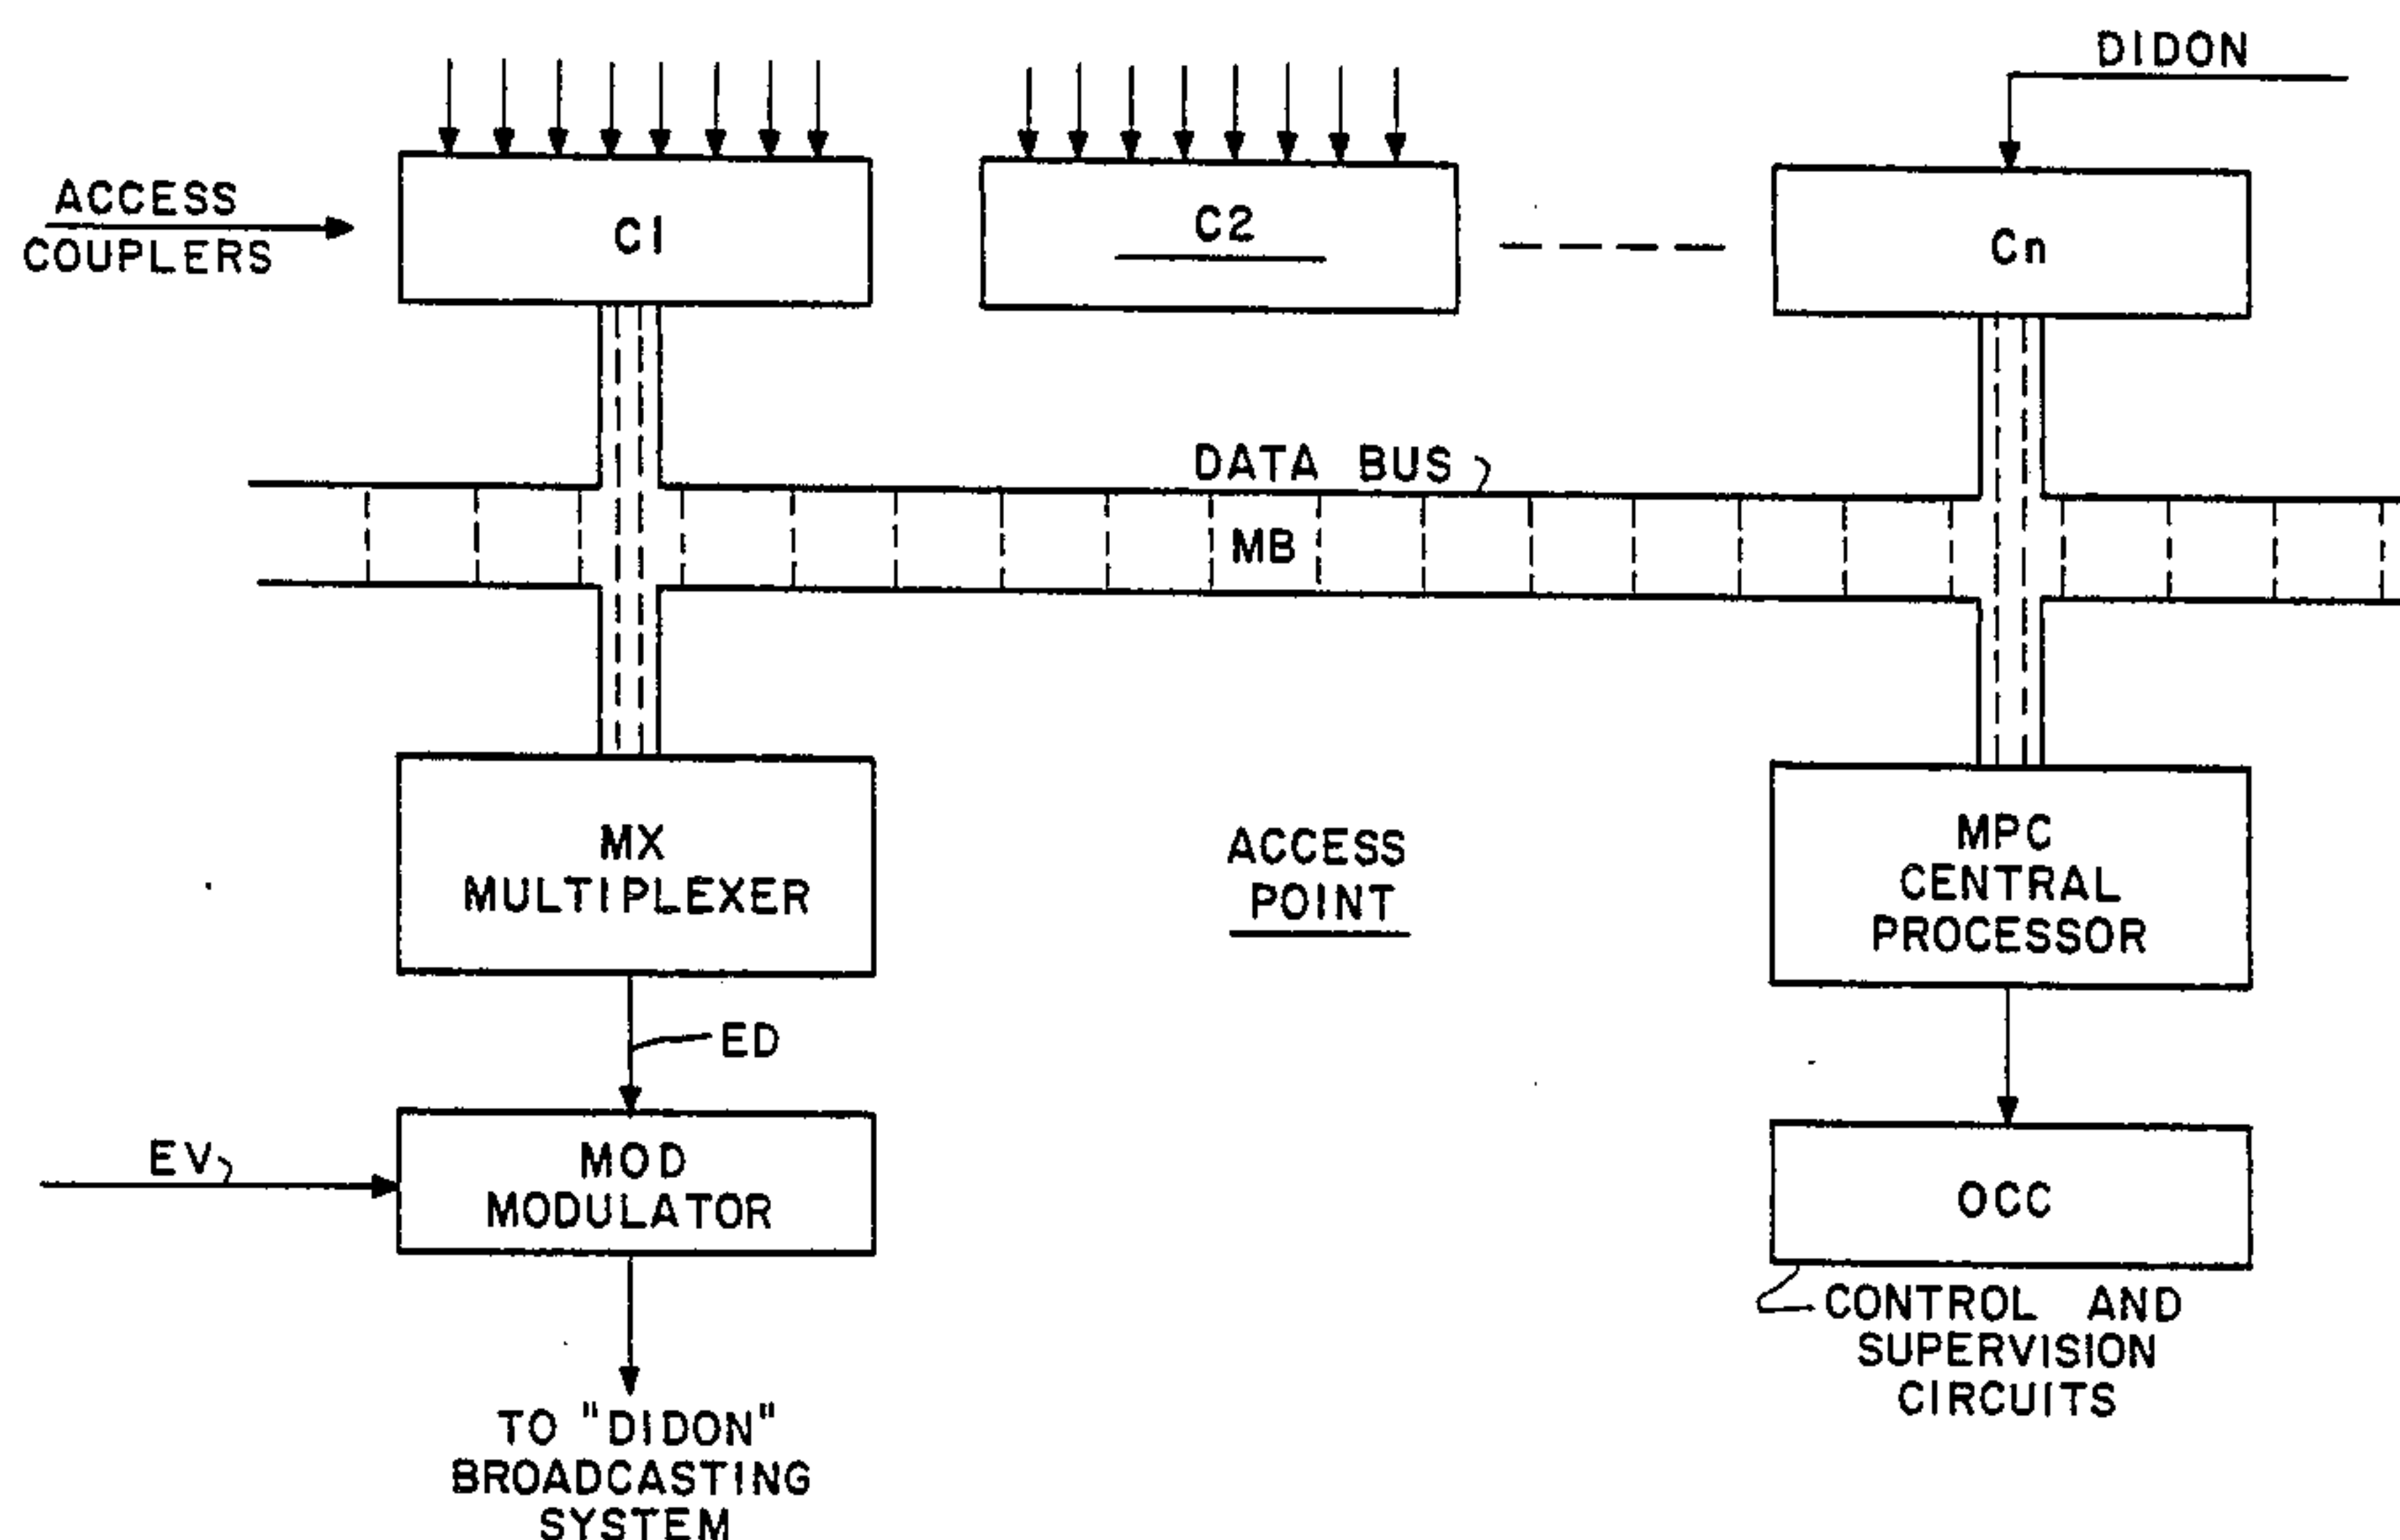 DIDON
ACCESS
COUPLERS
C1
C2
Cn
DATA BUS
MB
MX
MULTIPLEXER
ACCESS
POINT
MPC
CENTRAL
PROCESSOR
ED
EV
MOD
MODULATOR
OCC
CONTROL AND
SUPERVISION
CIRCUITS
TO "DIDON"
BROADCASTING
SYSTEM